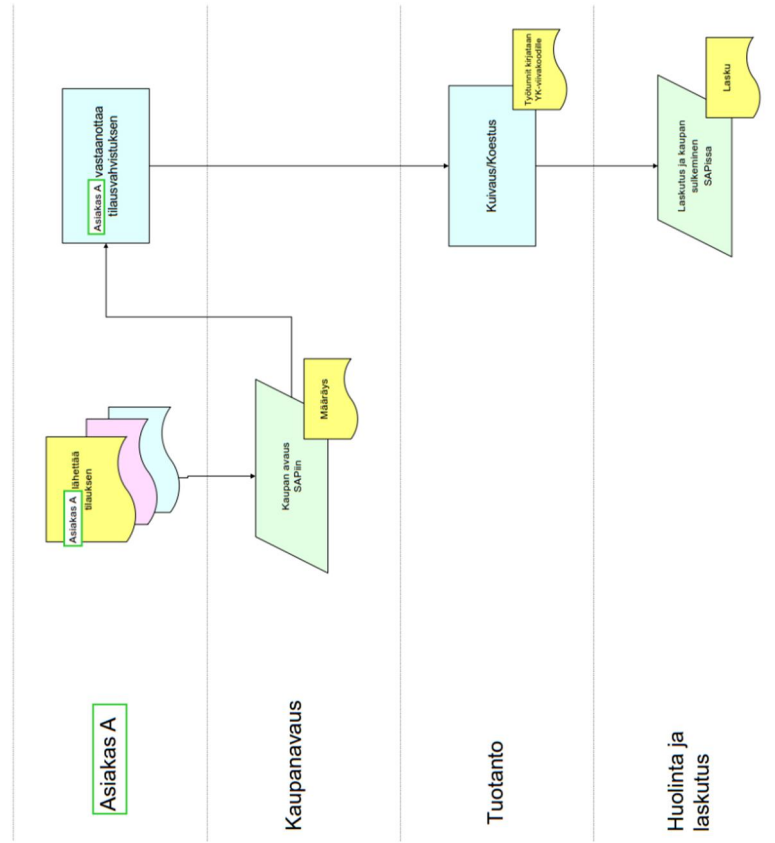 Asiakas A
Asiakas A lähettää
tilauksen
Asiakas A vastaanottaa
tilausvahvistuksen
Kaupanavaus
Kaupan avaus
SAPiin
Määräys
Tuotanto
Kuivaus/Koestus
Työtunnit kirjataan
YK-viivakoodille
Huolinta ja
laskutus
Laskutus ja kaupan
sulkeminen
SAPissa
Lasku